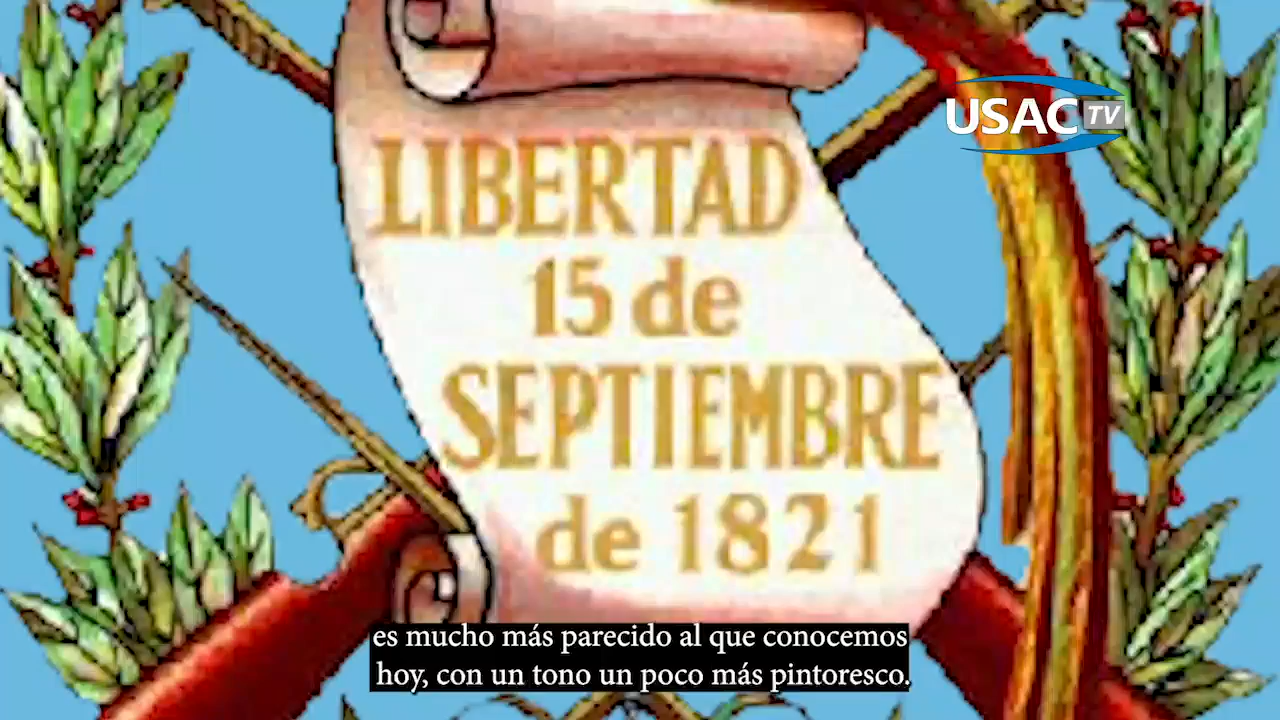 USAC TV
LIBERTAD
15 de
SEPTIEMBRE
de 1821
es mucho más parecido al que conocemos
hoy, con un tono un poco más pintoresco.